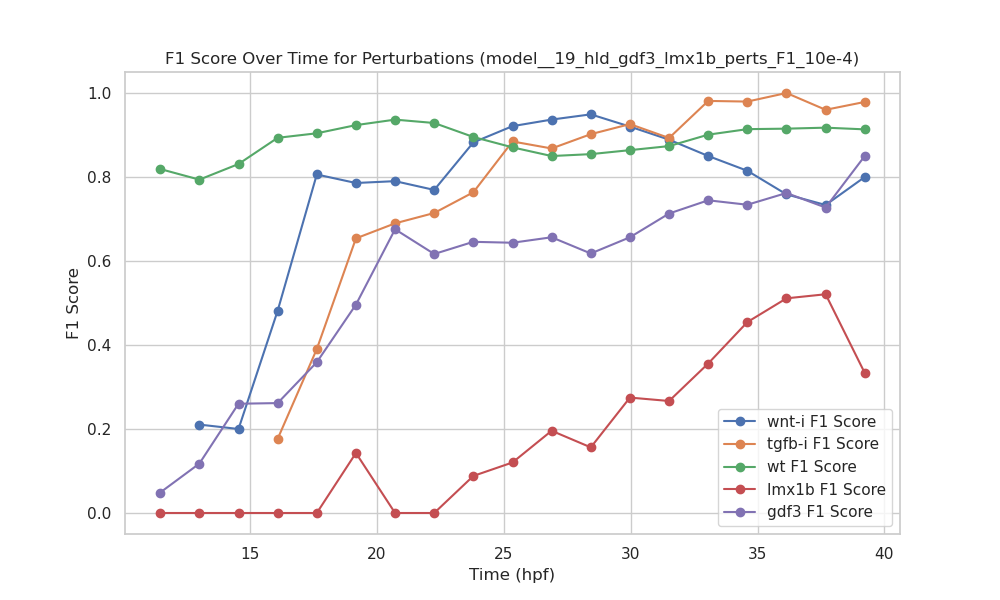 F1 Score Over Time for Perturbations (model__19_hld_gdf3_lmx1b_perts_F1_10e-4)
1.0
0.8
0.6
0.4
0.2
0.0
F1 Score
15
20
25
30
35
40
Time (hpf)
wnt-i F1 Score
tgfb-i F1 Score
wt F1 Score
lmx1b F1 Score
gdf3 F1 Score